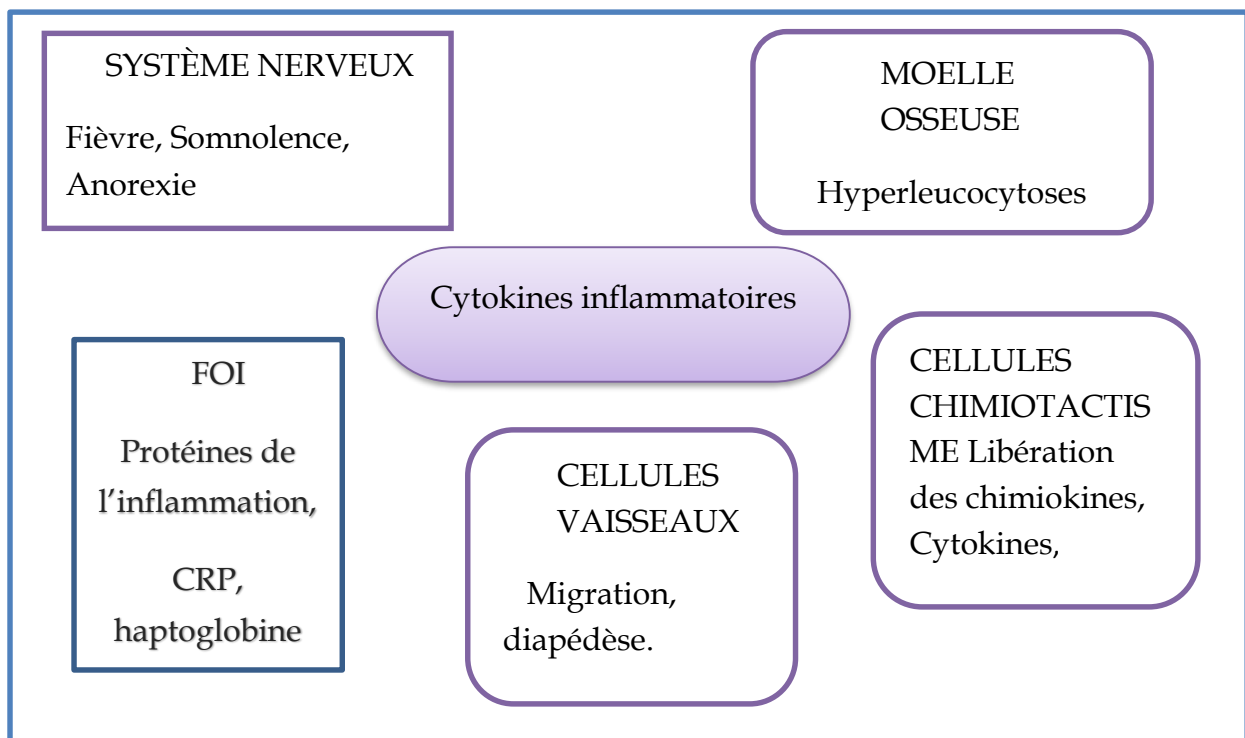 SYSTÈME NERVEUX
Fièvre, Somnolence,
Anorexie
MOELLE
OSSEUSE
Hyperleucocytoses
Cytokines inflammatoires
FOI
Protéines de
l’inflammation,
CRP,
haptoglobine
CELLULES
VAISSEAUX
Migration,
diapédèse.
CELLULES
CHIMIOTACTIS
ME Libération
des chimiokines,
Cytokines,